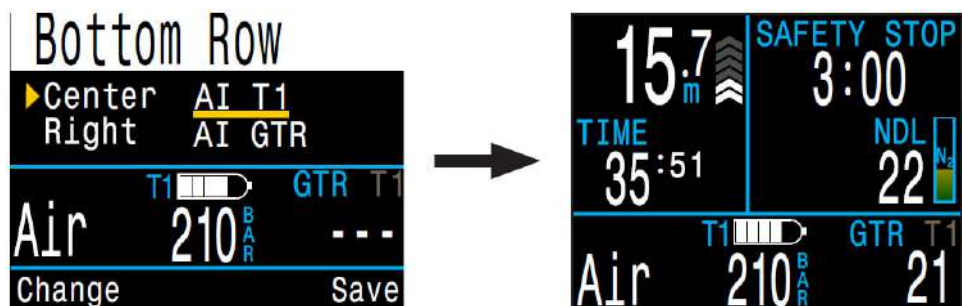 Bottom Row
Center AI T1
Right AI GTR
T1 GTR T1
Air 210 BAR ---
Change Save
15.7m
SAFETY STOP
3:00
TIME
35:51
NDL
22
N2
T1 GTR T1
Air 210 BAR 21